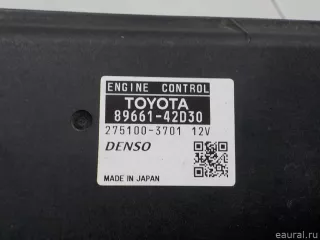 ENGINE CONTROL
TOYOTA
89661-42D30
275100-3701 12V
DENSO
MADE IN JAPAN
eaural.ru